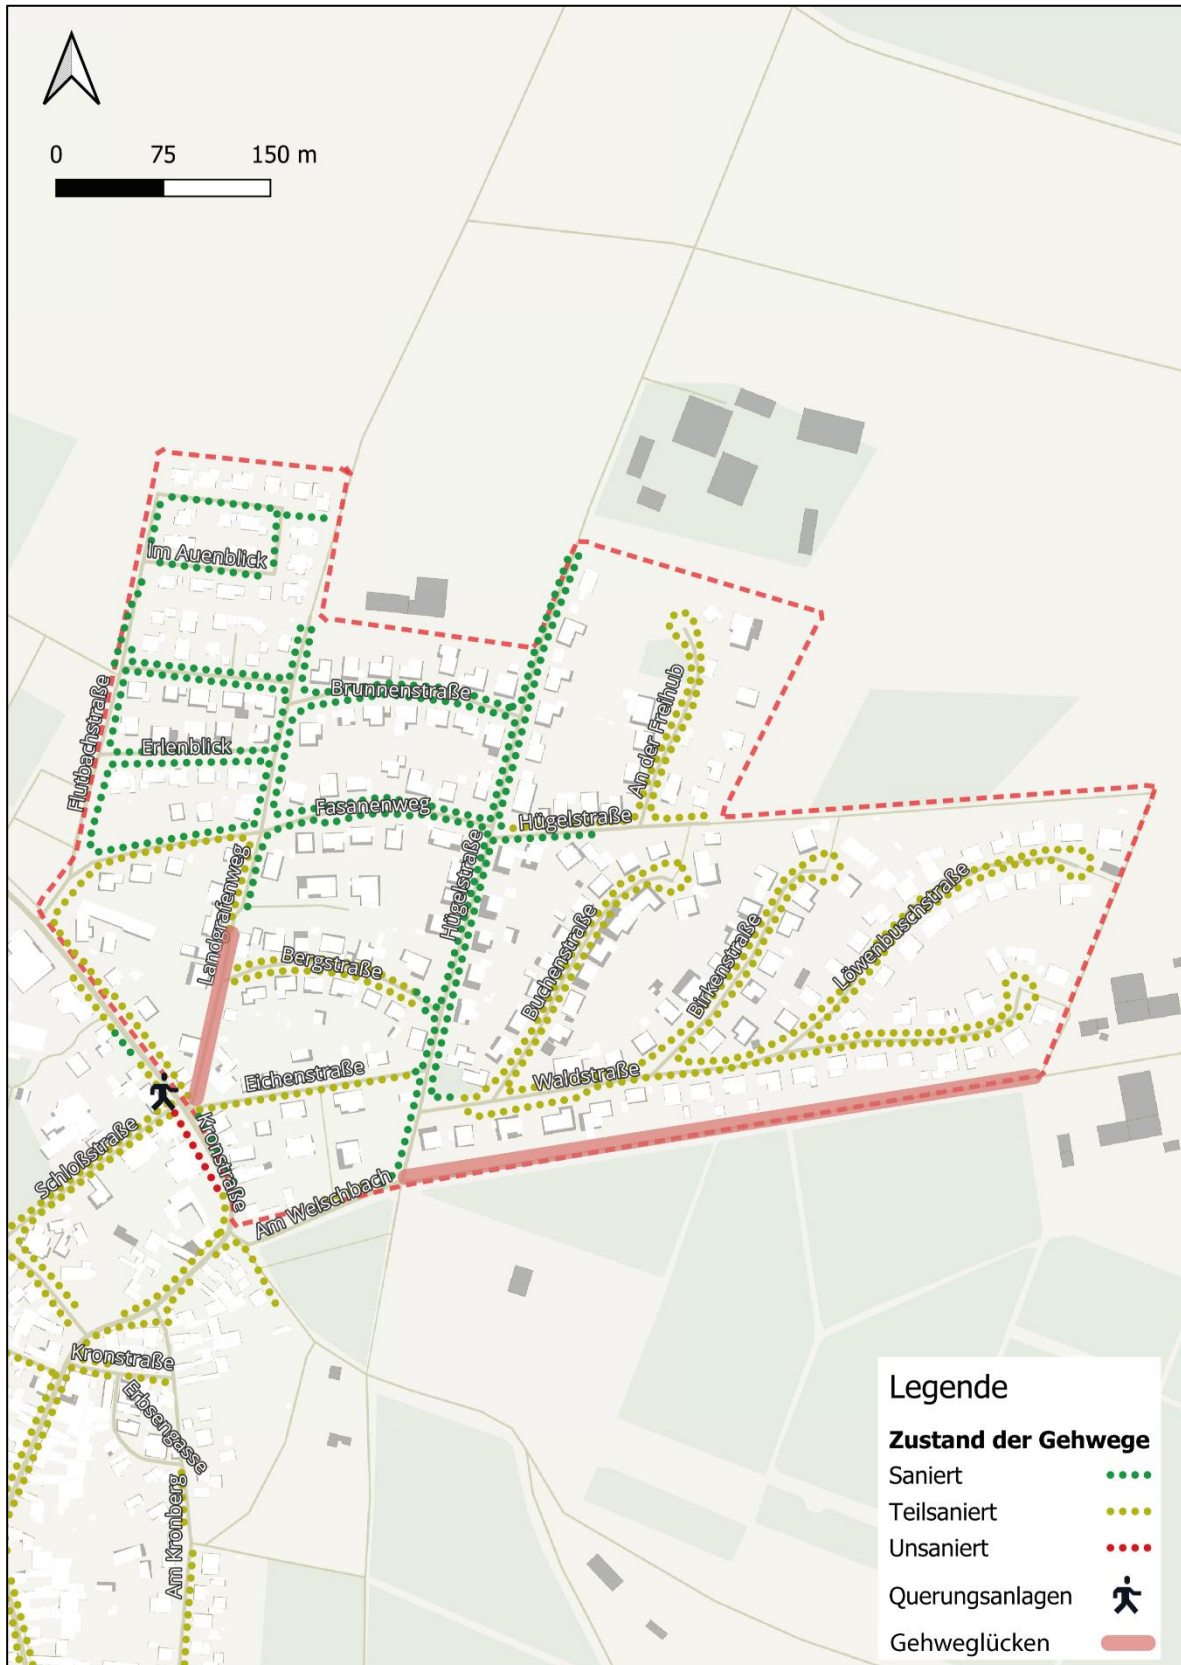 0 75 150 m
Im Auenblick
Flutbachstraße
Brunnenstraße
Erlenblick
An der Freihub
Fasanenweg
Hügelstraße
Hügelstraße
Landgrafenweg
Bergstraße
Buchenstraße
Birkenstraße
Löwenbuschstraße
Eichenstraße
Waldstraße
Schloßstraße
Kronstraße
Am Welschbach
Kronstraße
Erbsengasse
Am Kronberg
Legende
Zustand der Gehwege
Saniert
Teilsaniert
Unsaniert
Querungsanlagen
Gehweglücken